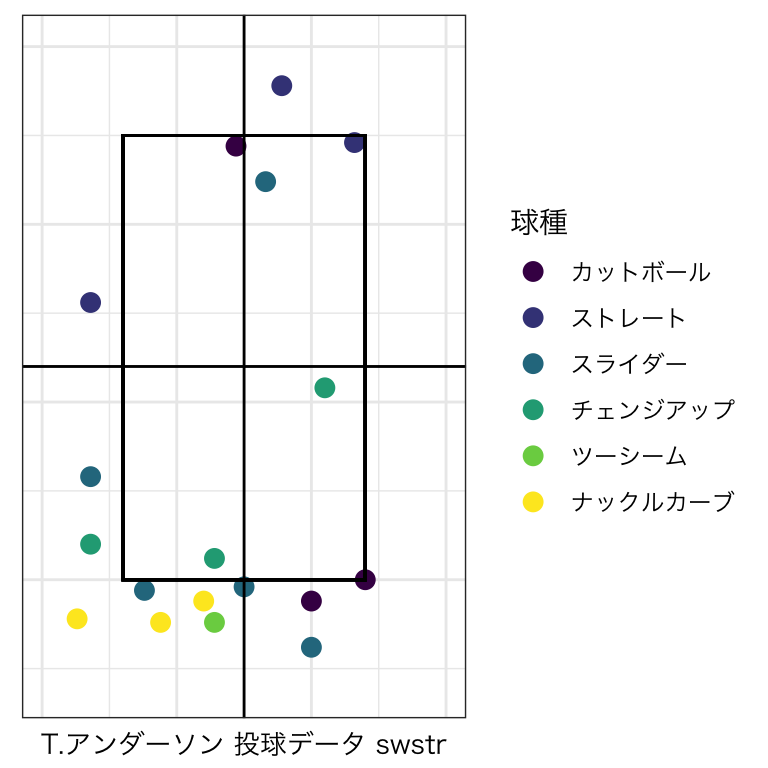 球種
カットボール
ストレート
スライダー
チェンジアップ
ツーシーム
ナックルカーブ
T.アンダーソン 投球データ swstr